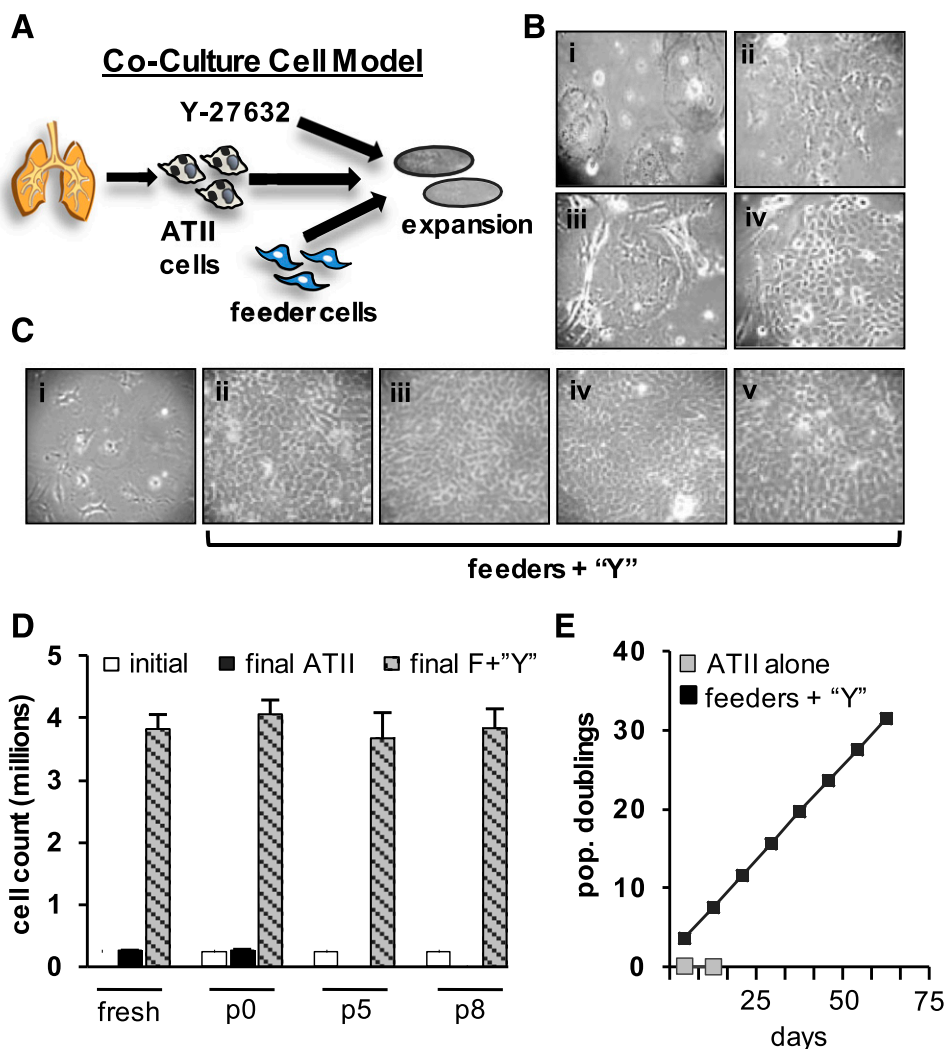 A
Co-Culture Cell Model
Y-27632
ATII
cells
feeder cells
expansion
B
i
ii
iii
iv
C
i
ii
iii
iv
v
feeders + “Y”
D
initial
final ATII
final F+”Y”
cell count (millions)
5
4
3
2
1
0
fresh
p0
p5
p8
E
ATII alone
feeders + “Y”
pop. doublings
40
30
20
10
0
25
50
75
days